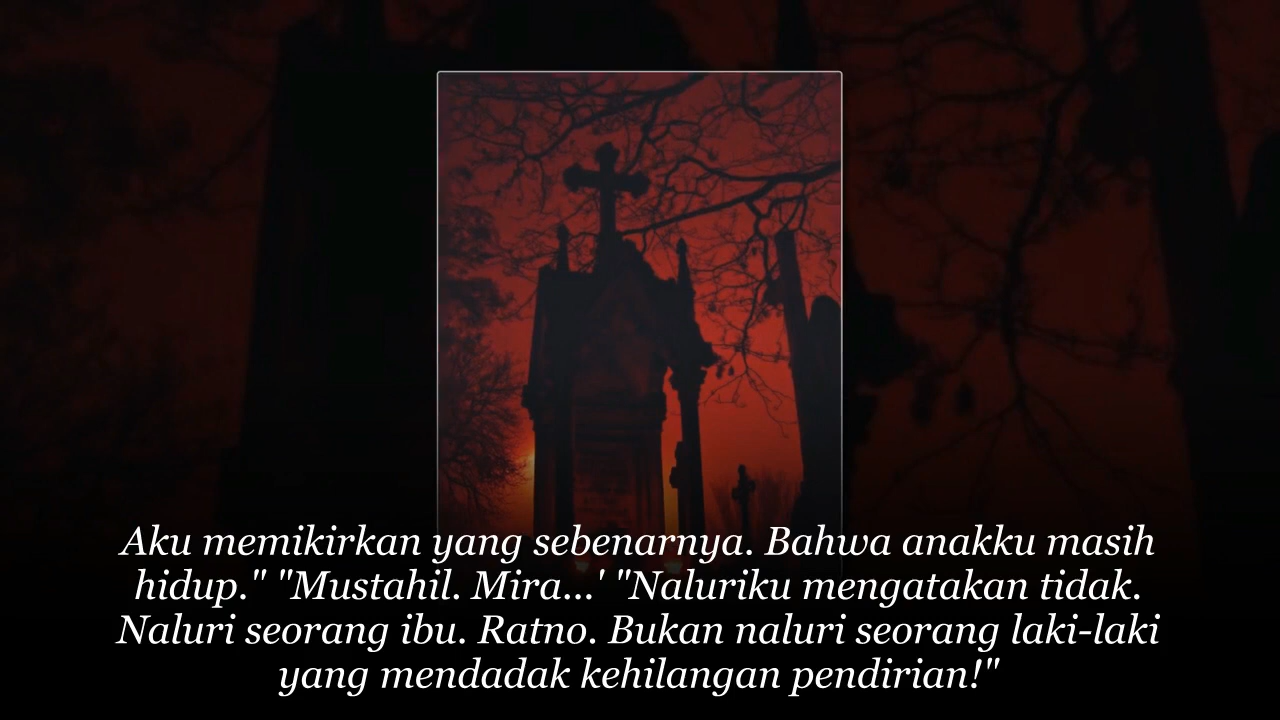 Aku memikirkan yang sebenarnya. Bahwa anakku masih
hidup." "Mustahil. Mira...' "Naluriku mengatakan tidak.
Naluri seorang ibu. Ratno. Bukan naluri seorang laki-laki
yang mendadak kehilangan pendirian!"